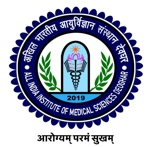 अखिल भारतीय आयुर्विज्ञान संस्थान देवघर
ALL INDIA INSTITUTE OF MEDICAL SCIENCES DEOGHAR
2019
आरोग्यम् परमं सुखम्